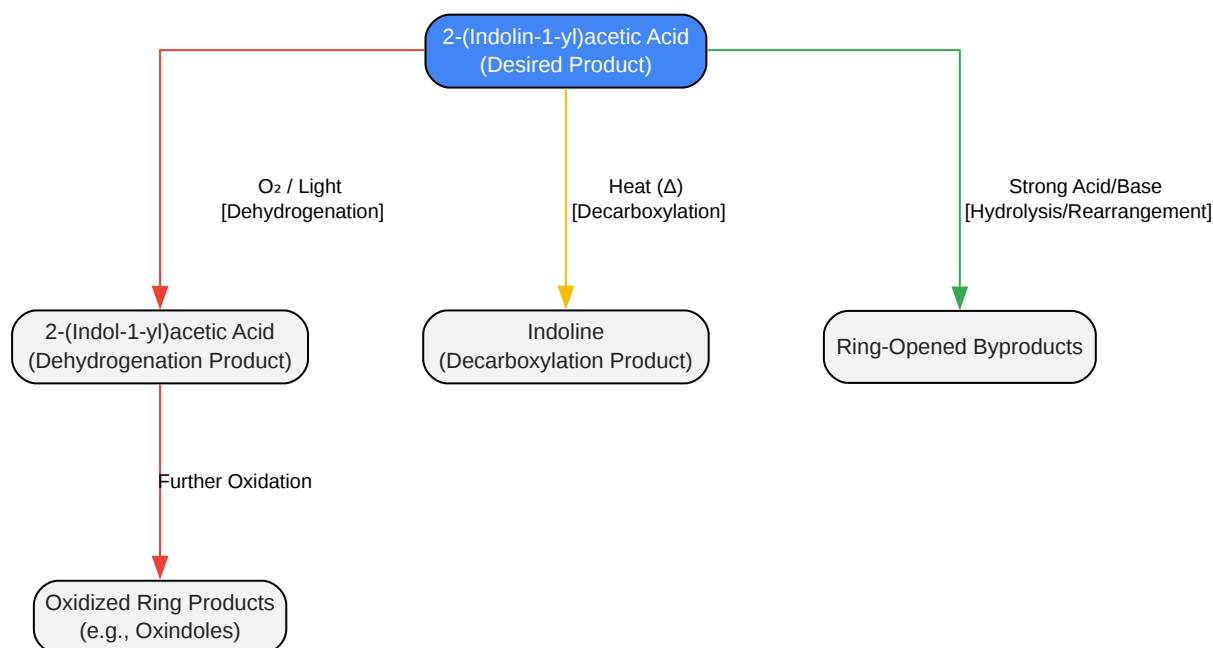 2-(Indolin-1-yl)acetic Acid
(Desired Product)
O₂ / Light
[Dehydrogenation]
Heat (Δ)
[Decarboxylation]
Strong Acid/Base
[Hydrolysis/Rearrangement]
2-(Indol-1-yl)acetic Acid
(Dehydrogenation Product)
Indoline
(Decarboxylation Product)
Ring-Opened Byproducts
Further Oxidation
Oxidized Ring Products
(e.g., Oxindoles)